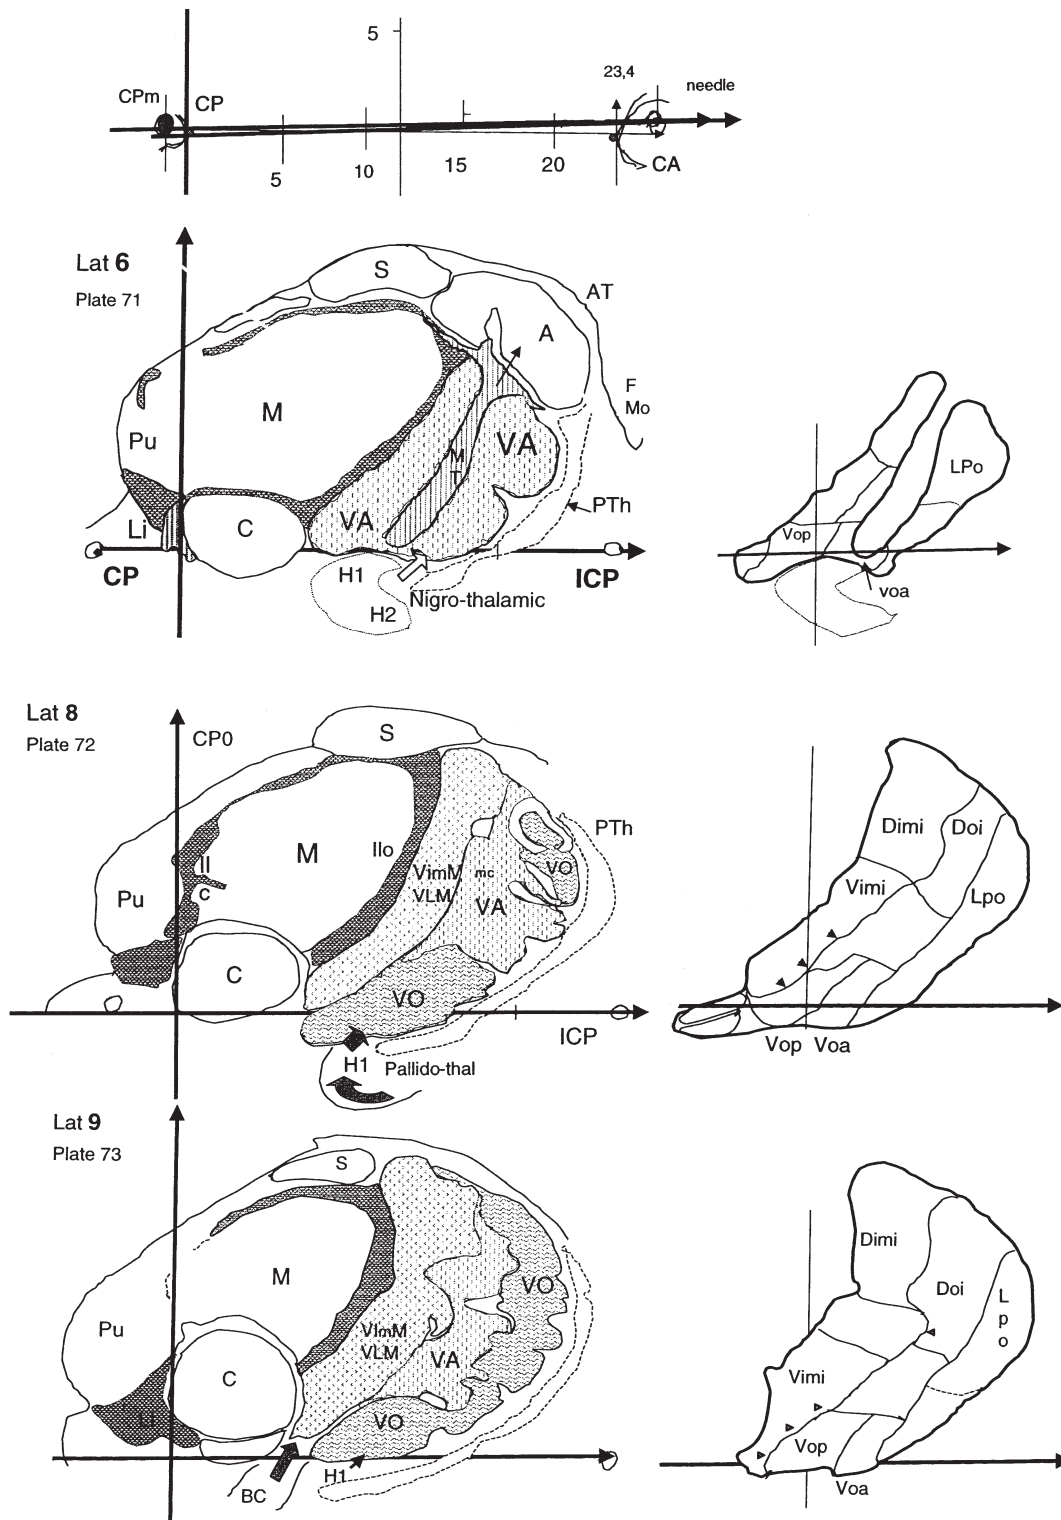 5
23,4
CPm
CP
needle
5
10
15
20
CA
Lat 6
Plate 71
S
AT
A
M
F
Mo
Pu
VA
M
T
LPo
PTh
Li
C
VA
Vop
CP
H1
ICP
voa
Nigro-thalamic
H2
Lat 8
Plate 72
CP0
S
PTh
Dimi
Doi
M
Ilo
Il
c
VimM
VLM
mc
VO
Vimi
Lpo
Pu
VA
C
VO
ICP
Vop
Voa
H1
Pallido-thal
Lat 9
Plate 73
S
Dimi
M
VO
Doi
L
p
o
Pu
VImM
VLM
VA
Vimi
C
Li
VO
Vop
H1
BC
Voa